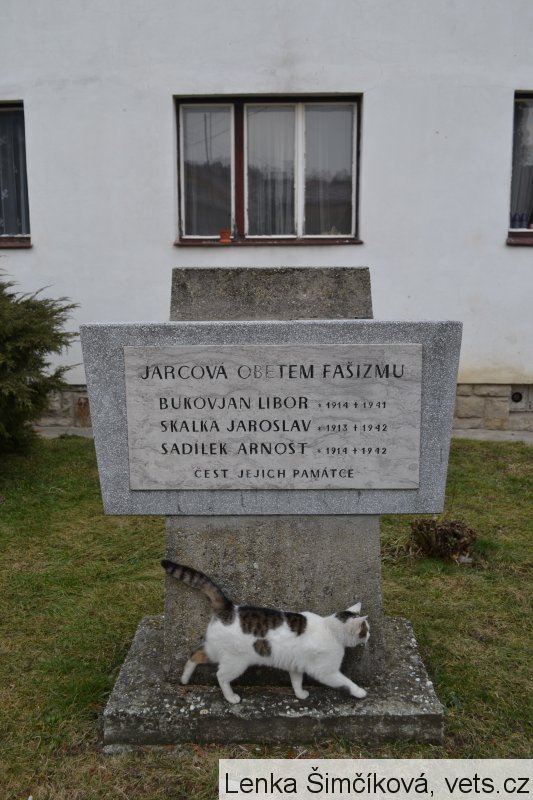 JARCOVÁ OBĚTEM FAŠIZMU
BUKOVJAN LIBOR * 1914 + 1941
SKALKA JAROSLAV * 1913 + 1942
SADÍLEK ARNOŠT * 1914 + 1942
ČEST JEJICH PAMÁTCE
Lenka Šimčíková, vets.cz